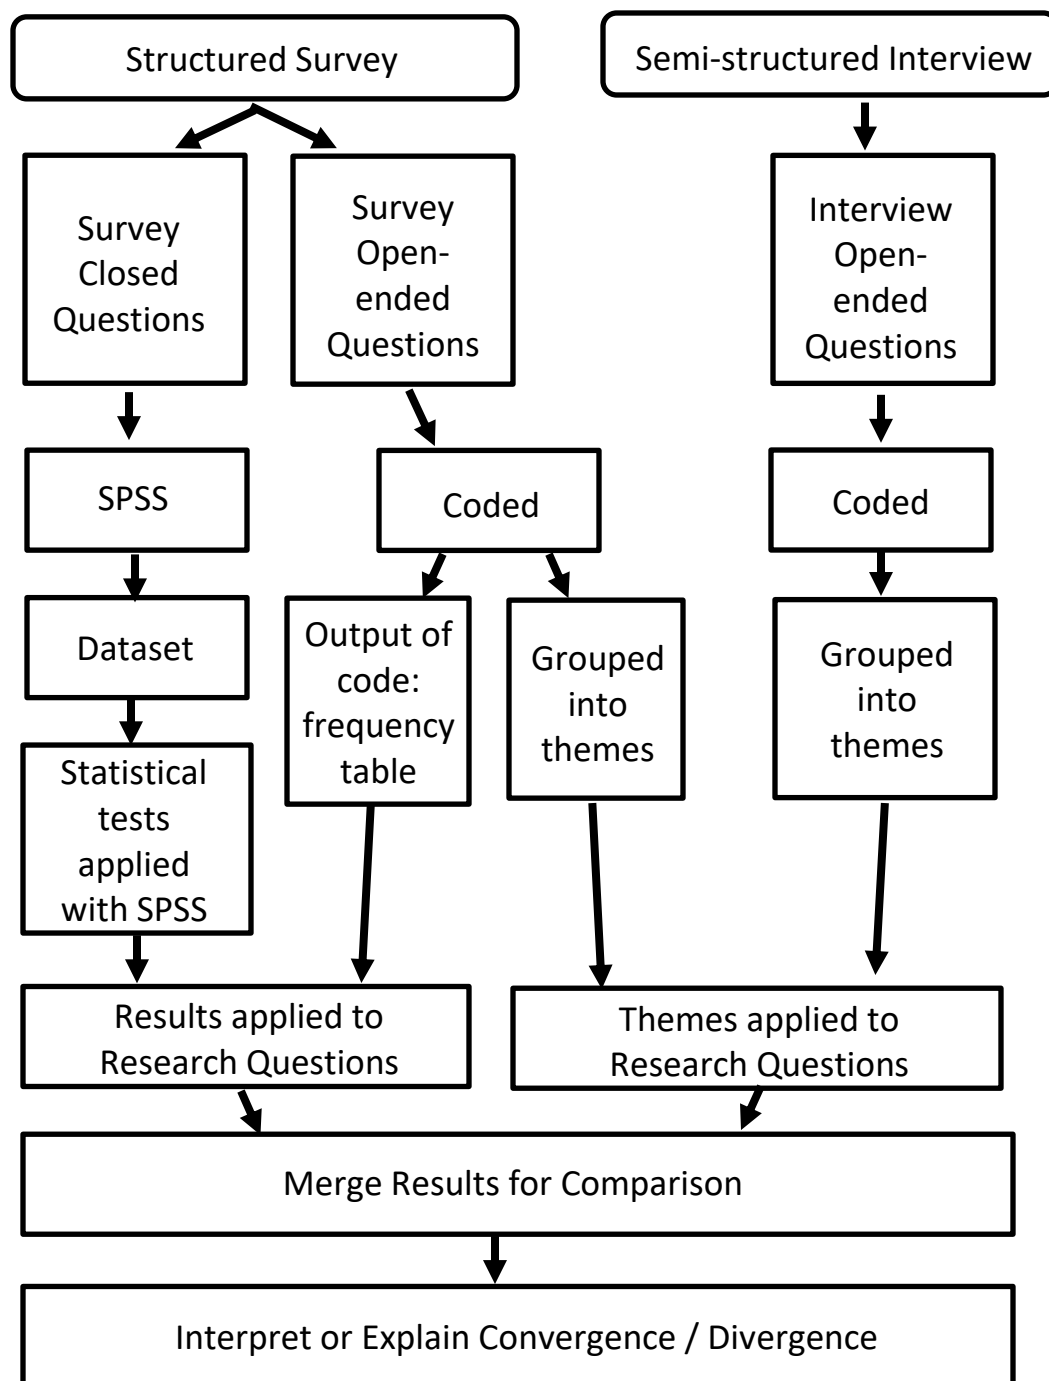 Structured Survey
Semi-structured Interview
Survey
Closed
Questions
Survey
Open-
ended
Questions
Interview
Open-
ended
Questions
SPSS
Coded
Coded
Dataset
Output of
code:
frequency
table
Grouped
into
themes
Grouped
into
themes
Statistical
tests
applied
with SPSS
Results applied to
Research Questions
Themes applied to
Research Questions
Merge Results for Comparison
Interpret or Explain Convergence / Divergence